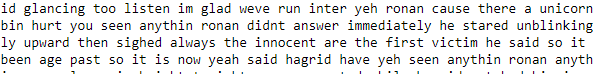 id glancing too listen im glad weve run inter yeh ronan cause there a unicorn
bin hurt you seen anythin ronan didnt answer immediately he stared unblinking
ly upward then sighed always the innocent are the first victim he said so it
been age past so it is now yeah said hagrid have yeh seen anythin ronan anyth